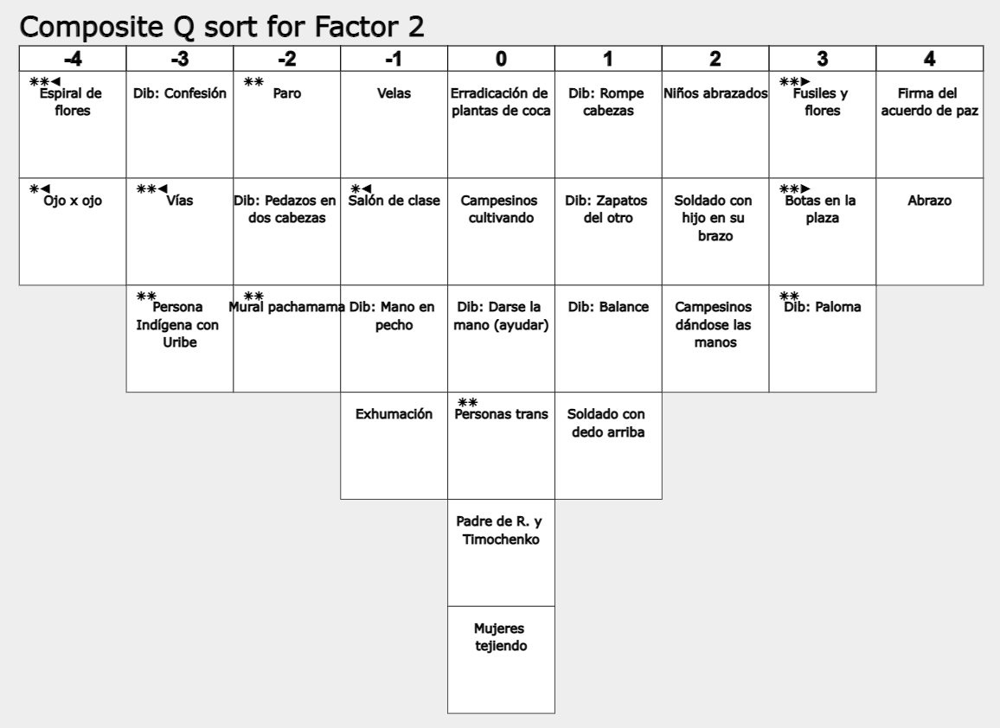 Composite Q sort for Factor 2
-4 -3 -2 -1 0 1 2 3 4
**◄
Espiral de
flores
Dib: Confesión
**
Paro
Velas
Erradicación de
plantas de coca
Dib: Rompe
cabezas
Niños abrazados
**►
Fusiles y
flores
Firma del
acuerdo de paz
*◄
Ojo x ojo
**◄
Vías
Dib: Pedazos en
dos cabezas
*◄
Salón de clase
Campesinos
cultivando
Dib: Zapatos
del otro
Soldado con
hijo en su
brazo
**►
Botas en la
plaza
Abrazo
**
Persona
Indígena con
Uribe
**
Mural pachamama
Dib: Mano en
pecho
Dib: Darse la
mano (ayudar)
Dib: Balance
Campesinos
dándose las
manos
**
Dib: Paloma
Exhumación
**
Personas trans
Soldado con
dedo arriba
Padre de R. y
Timochenko
Mujeres
tejiendo